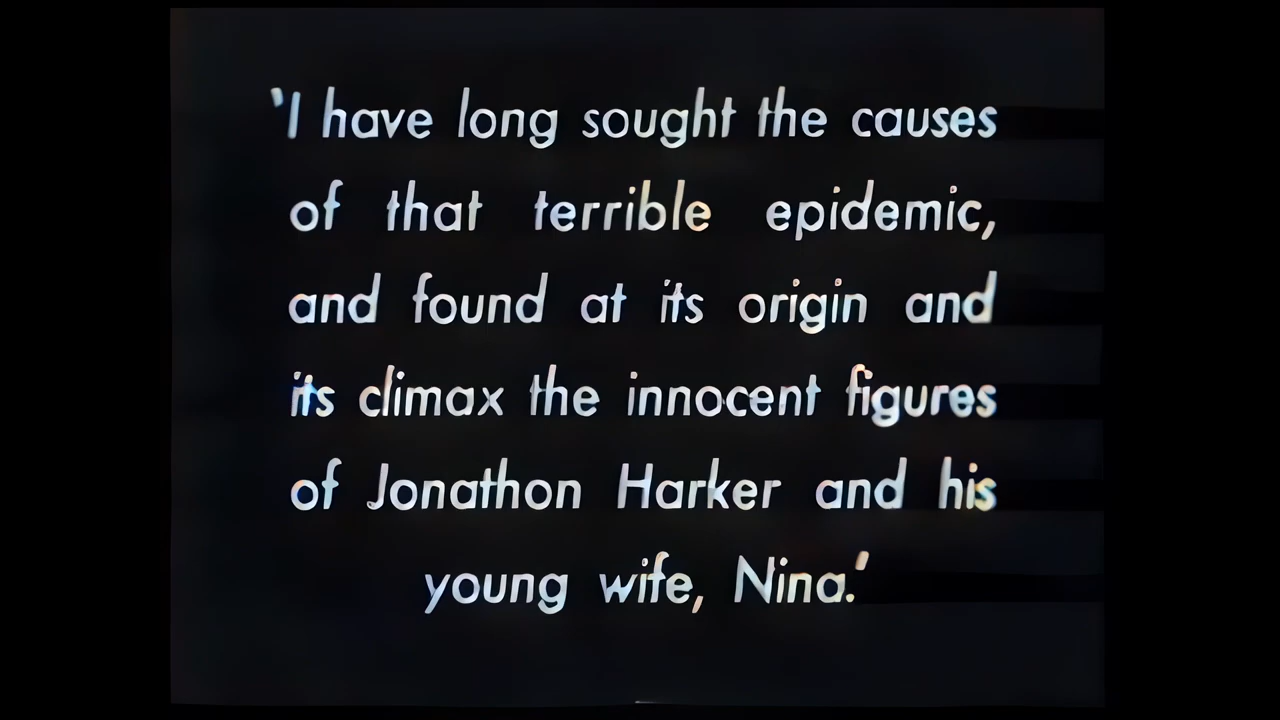 'I have long sought the causes
of that terrible epidemic,
and found at its origin and
its climax the innocent figures
of Jonathon Harker and his
young wife, Nina.'